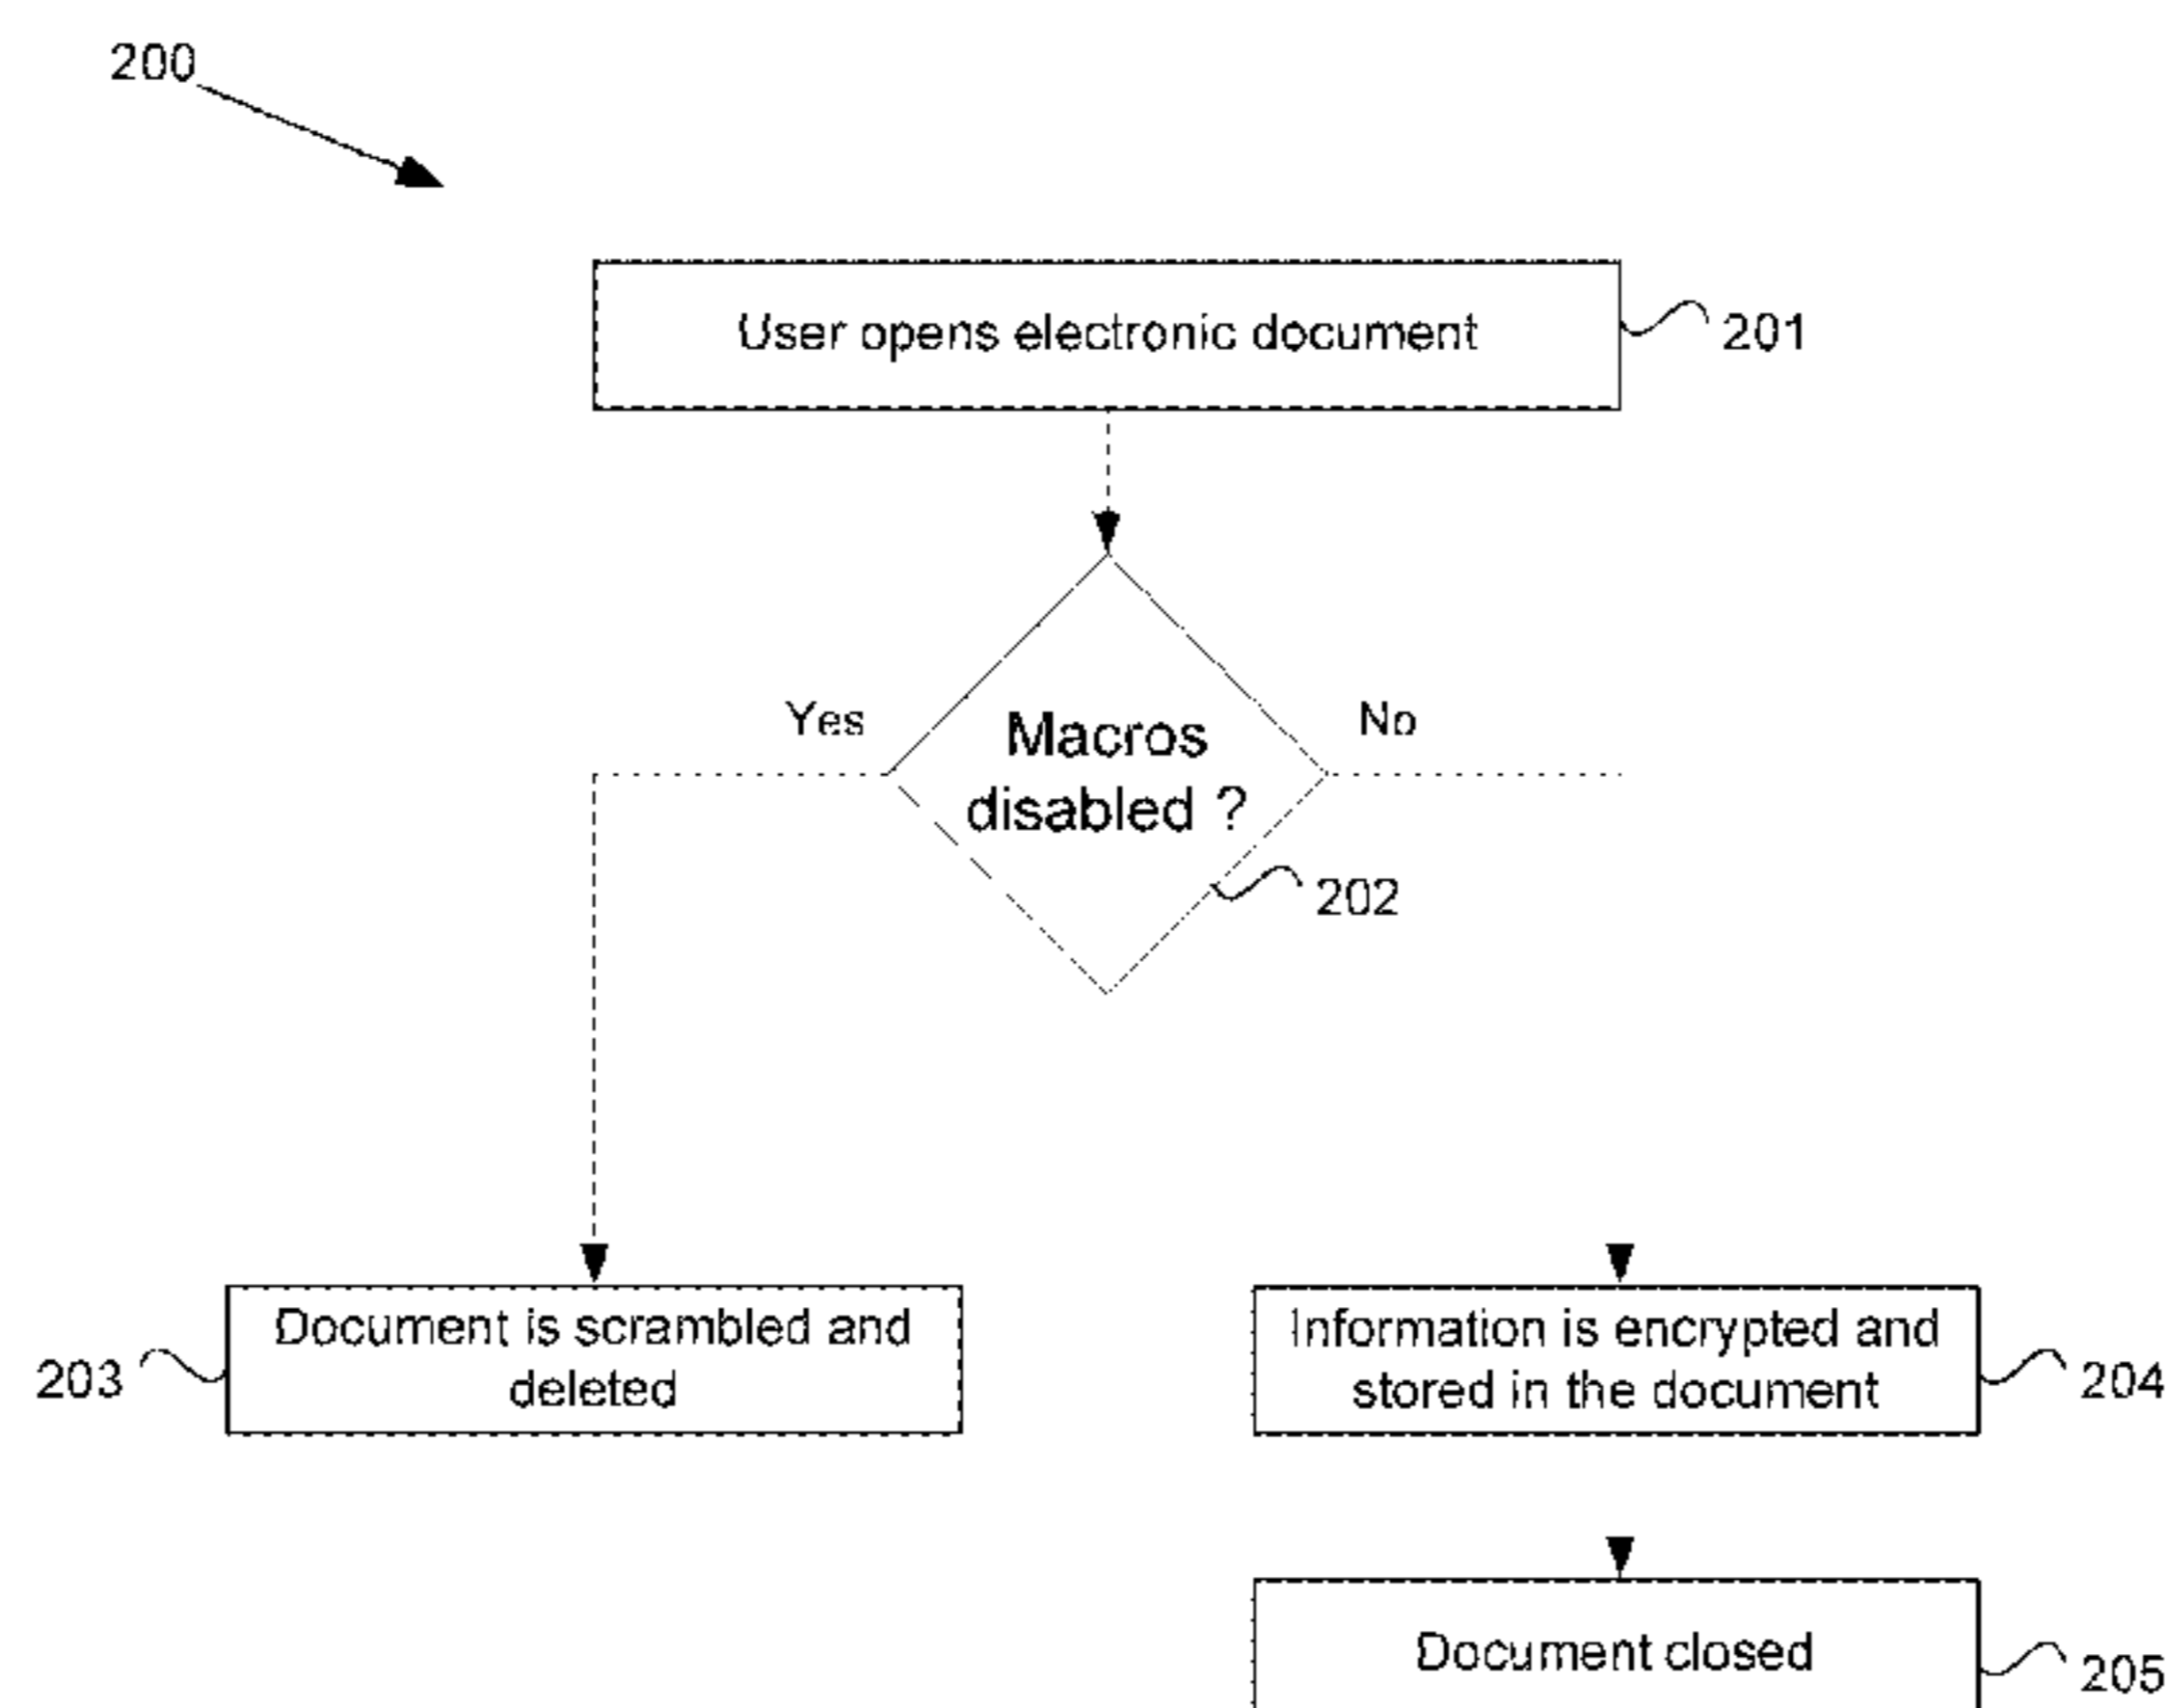 200
User opens electronic document
201
Yes
Macros
disabled ?
No
202
Document is scrambled and
deleted
203
Information is encrypted and
stored in the document
204
Document closed
205